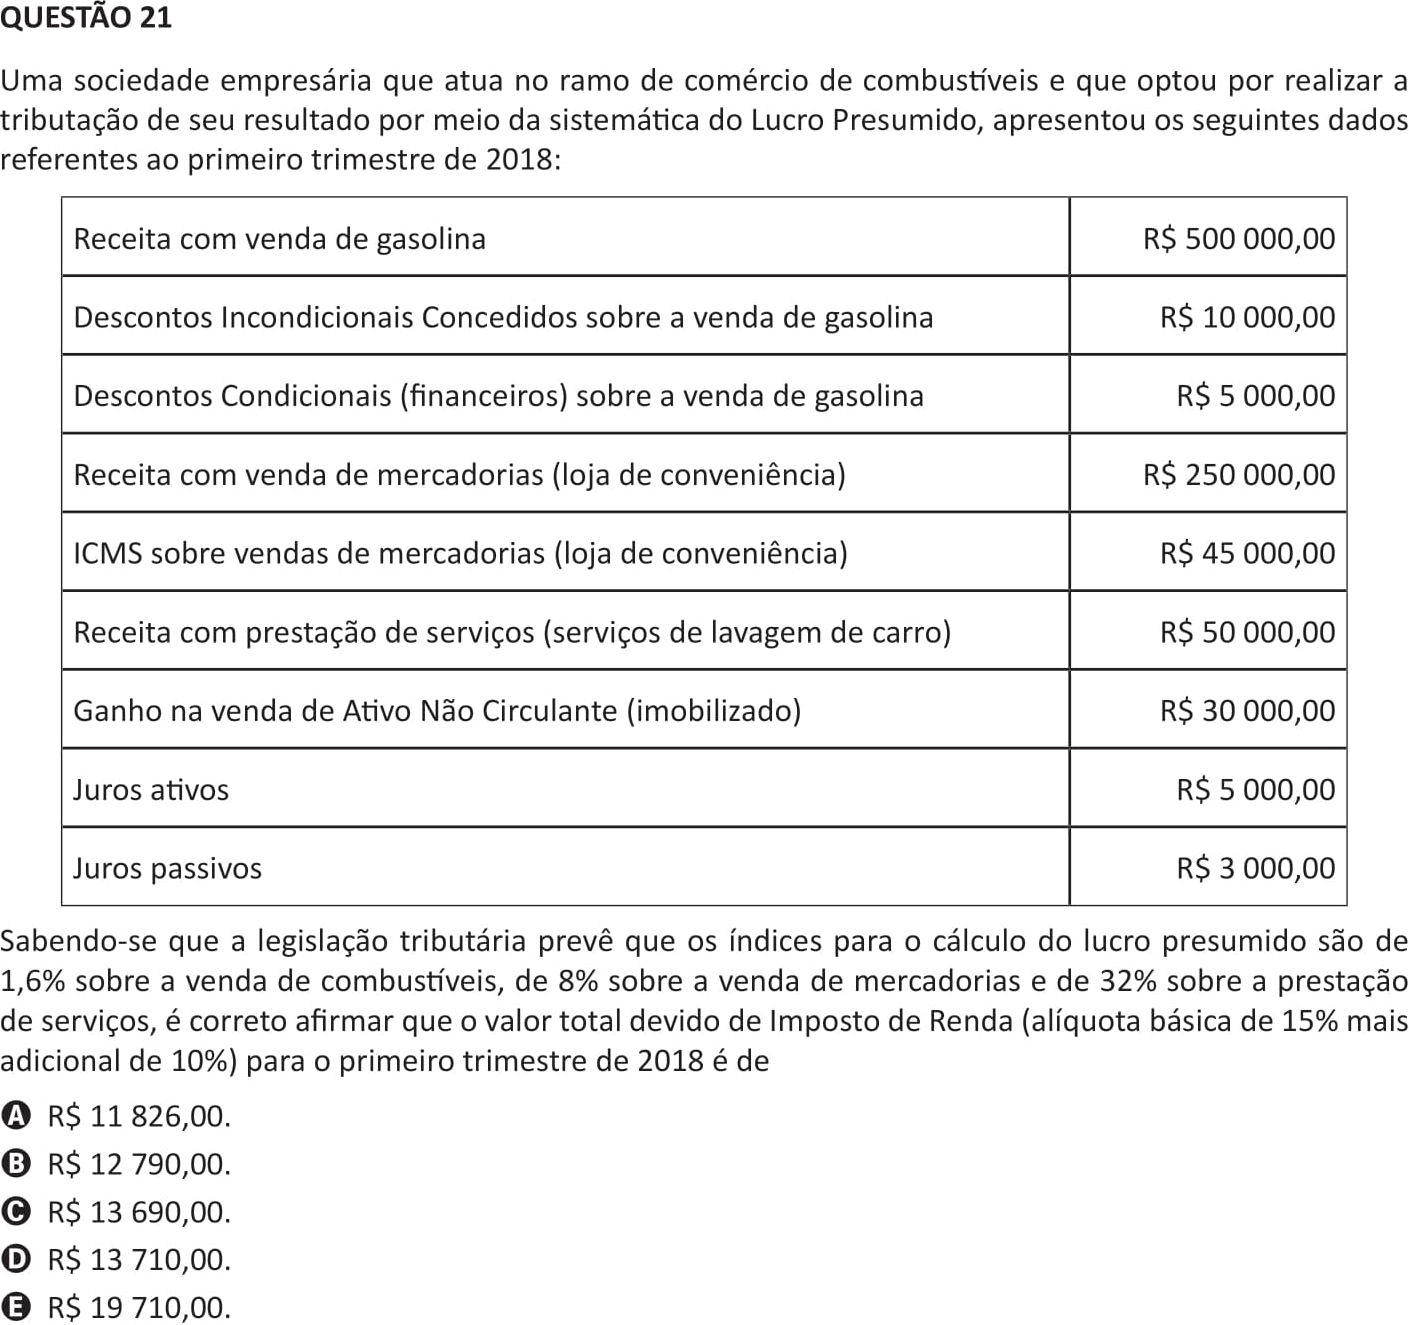 QUESTÃO 21
Uma sociedade empresária que atua no ramo de comércio de combustíveis e que optou por realizar a
tributação de seu resultado por meio da sistemática do Lucro Presumido, apresentou os seguintes dados
referentes ao primeiro trimestre de 2018:
Receita com venda de gasolina R$ 500 000,00
Descontos Incondicionais Concedidos sobre a venda de gasolina R$ 10 000,00
Descontos Condicionais (financeiros) sobre a venda de gasolina R$ 5 000,00
Receita com venda de mercadorias (loja de conveniência) R$ 250 000,00
ICMS sobre vendas de mercadorias (loja de conveniência) R$ 45 000,00
Receita com prestação de serviços (serviços de lavagem de carro) R$ 50 000,00
Ganho na venda de Ativo Não Circulante (imobilizado) R$ 30 000,00
Juros ativos R$ 5 000,00
Juros passivos R$ 3 000,00
Sabendo-se que a legislação tributária prevê que os índices para o cálculo do lucro presumido são de
1,6% sobre a venda de combustíveis, de 8% sobre a venda de mercadorias e de 32% sobre a prestação
de serviços, é correto afirmar que o valor total devido de Imposto de Renda (alíquota básica de 15% mais
adicional de 10%) para o primeiro trimestre de 2018 é de
A R$ 11 826,00.
B R$ 12 790,00.
C R$ 13 690,00.
D R$ 13 710,00.
E R$ 19 710,00.